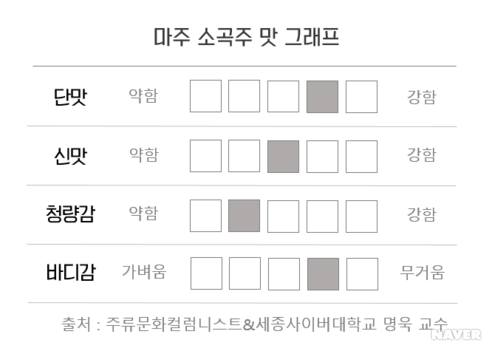 마주 소곡주 맛 그래프
단맛 약함 강함
신맛 약함 강함
청량감 약함 강함
바디감 가벼움 무거움
출처 : 주류문화컬럼니스트&세종사이버대학교 명욱 교수
NAVER